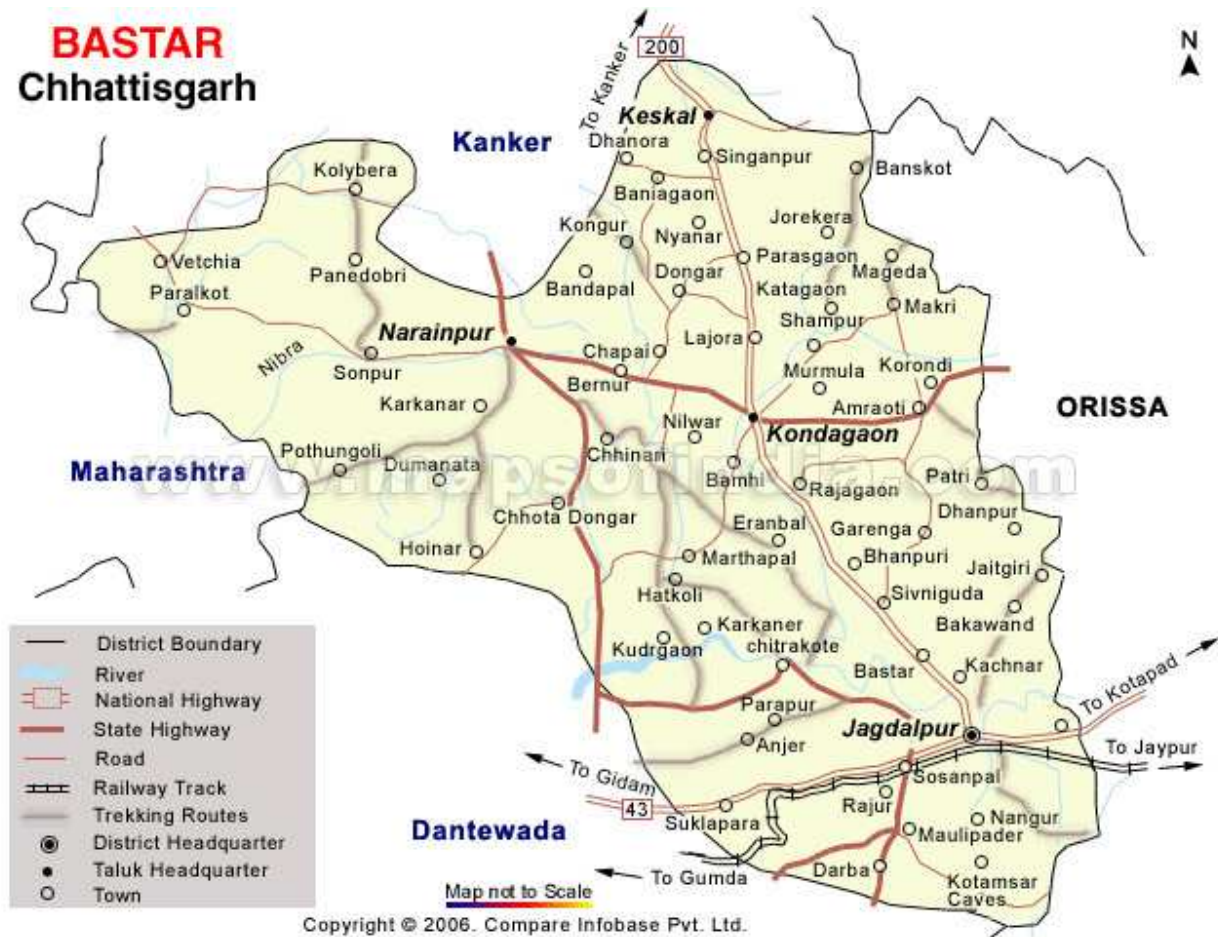 BASTAR
Chhattisgarh
N
200
To Kanker
Keskal
Kanker
Dhanora
Singanpur
Kolybera
Baniagaon
Banskot
Kongur
Nyanar
Jorekera
Vetchia
Panedobri
Dongar
Parasgaon
Mageda
Paralkot
Bandapal
Katagaon
Makri
Shampur
Narainpur
Lajora
Nibra
Sonpur
Chapai
Bernur
Murmula
Korondi
Karkanar
Amraoti
ORISSA
Nilwar
Kondagaon
Maharashtra
Pothungoli
Dumanata
Chhinari
Bamhi
Rajagaon
Patri
www.mapsofindia.com
Chhota Dongar
Eranbal
Garenga
Dhanpur
Hoinar
Marthapal
Bhanpuri
Jaitgiri
Hatkoli
Sivniguda
Bakawand
Karkaner
Kudrgaon
chitrakote
Bastar
Kachnar
To Kotapad
Parapur
Jagdalpur
Anjer
To Jaypur
To Gidam
Sosanpal
43
Suklapara
Rajur
Nangur
Maulipader
Dantewada
To Gumda
Darba
Kotamsar
Caves
District Boundary
River
National Highway
State Highway
Road
Railway Track
Trekking Routes
District Headquarter
Taluk Headquarter
Town
Map not to Scale
Copyright © 2006. Compare Infobase Pvt. Ltd.